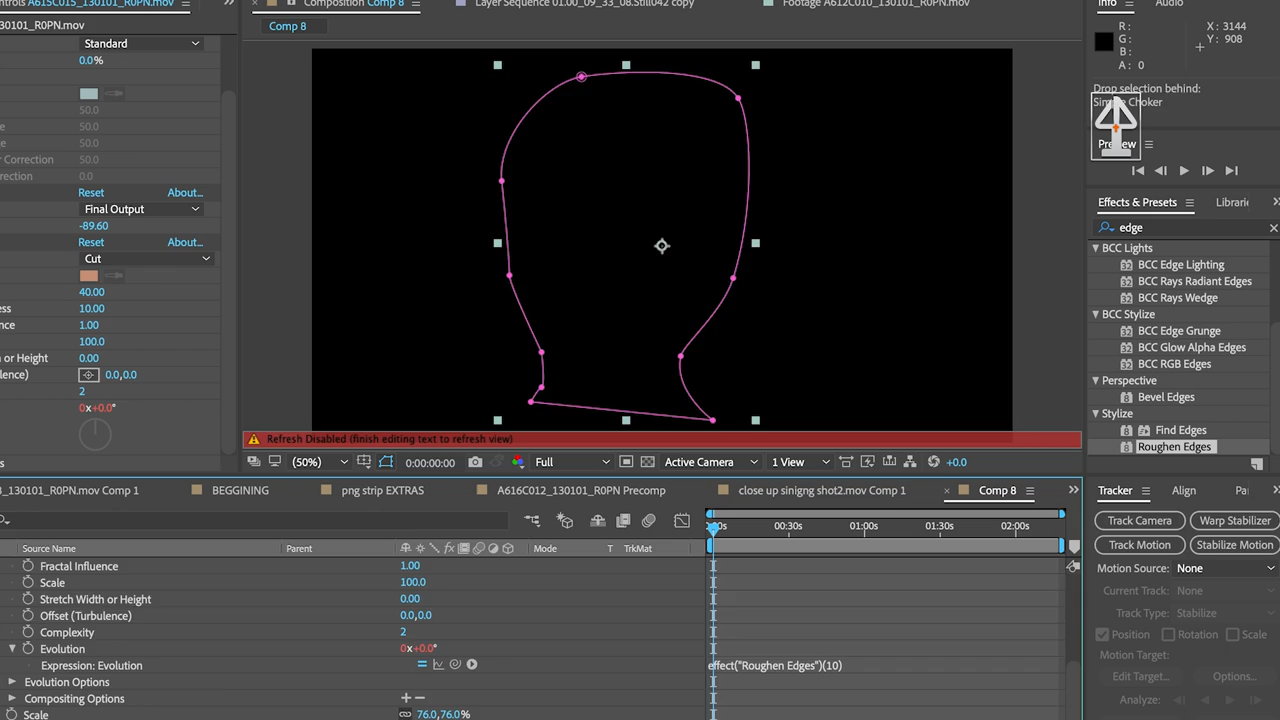 ontrols A615C015_130101_R0PN.mov
Composition Comp 8
Layer Sequence 01.00_09_33_08.Still042 copy
Footage A612C010_130101_R0PN.mov
Info
Audio
30101_R0PN.mov
Comp 8
R:
G:
B:
A: 0
X: 3144
Y: 908
Standard
0.0%
50.0
50.0
50.0
50.0
r Correction
rection
0.0
Drop selection behind:
Preview
Reset About...
Final Output
-89.60
Reset About...
Cut
40.00
ess 10.00
nce 1.00
100.0
h or Height 0.00
lence) 0.0,0.0
2
0x+0.0°
Effects & Presets
Librarie
edge
BCC Lights
BCC Edge Lighting
BCC Rays Radiant Edges
BCC Rays Wedge
BCC Stylize
BCC Edge Grunge
BCC Glow Alpha Edges
BCC RGB Edges
Perspective
Bevel Edges
Stylize
Find Edges
Roughen Edges
Refresh Disabled (finish editing text to refresh view)
(50%) 0:00:00:00 Full Active Camera 1 View +0.0
_130101_R0PN.mov Comp 1
BEGGINING
png strip EXTRAS
A616C012_130101_R0PN Precomp
close up sinigng shot2.mov Comp 1
Comp 8
Tracker
Align
00:30s 01:00s 01:30s 02:00s
Source Name Parent Mode T TrkMat
Fractal Influence 1.00
Scale 100.0
Stretch Width or Height 0.00
Offset (Turbulence) 0.0,0.0
Complexity 2
Evolution 0x+0.0°
Expression: Evolution
effect("Roughen Edges")(10)
Evolution Options
Compositing Options + –
Scale 76.0,76.0%
Track Camera Warp Stabilizer
Track Motion Stabilize Motion
Motion Source: None
Current Track: None
Track Type: Stabilize
Position Rotation Scale
Motion Target:
Edit Target... Options...
Analyze: